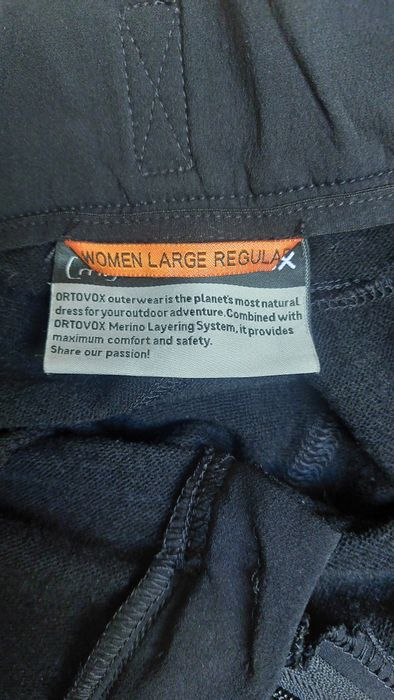 WOMEN LARGE REGULAR
X
ORTOVOX outerwear is the planet's most natural
dress for your outdoor adventure. Combined with
ORTOVOX Merino Layering System, it provides
maximum comfort and safety.
Share our passion!